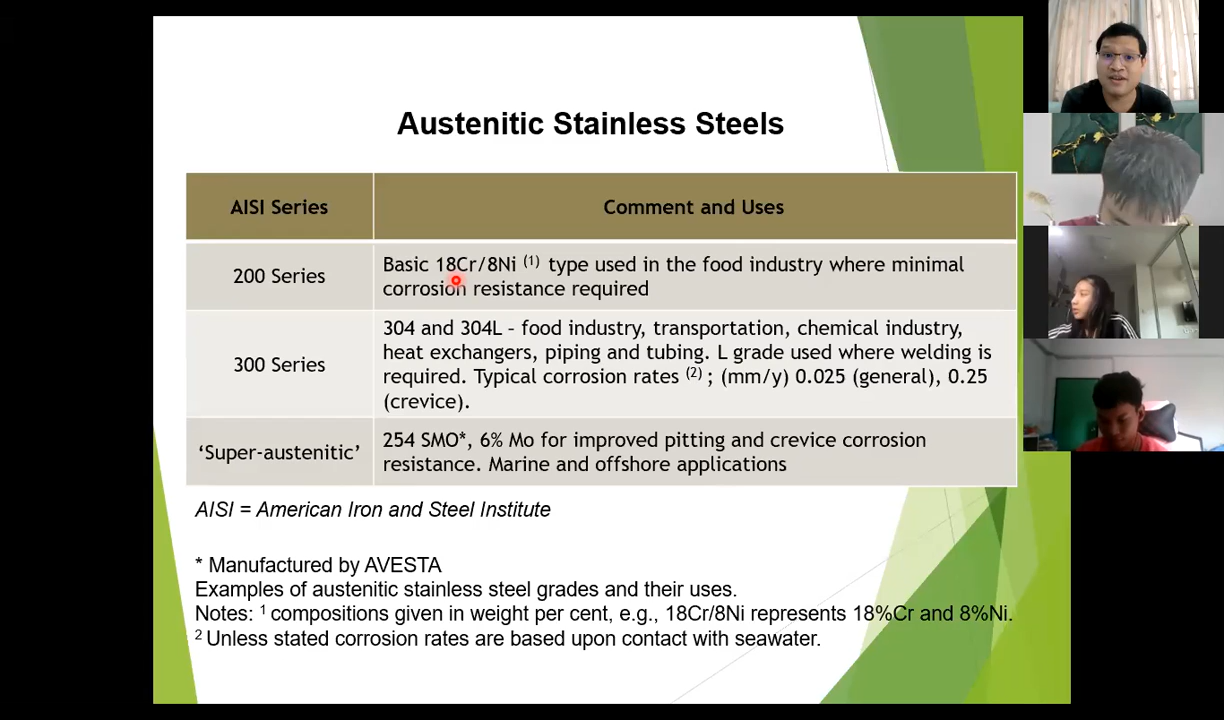 Austenitic Stainless Steels
AISI Series
Comment and Uses
200 Series
Basic 18Cr/8Ni (1) type used in the food industry where minimal
corrosion resistance required
300 Series
304 and 304L – food industry, transportation, chemical industry,
heat exchangers, piping and tubing. L grade used where welding is
required. Typical corrosion rates (2) ; (mm/y) 0.025 (general), 0.25
(crevice).
‘Super-austenitic’
254 SMO*, 6% Mo for improved pitting and crevice corrosion
resistance. Marine and offshore applications
AISI = American Iron and Steel Institute
* Manufactured by AVESTA
Examples of austenitic stainless steel grades and their uses.
Notes: 1 compositions given in weight per cent, e.g., 18Cr/8Ni represents 18%Cr and 8%Ni.
2 Unless stated corrosion rates are based upon contact with seawater.